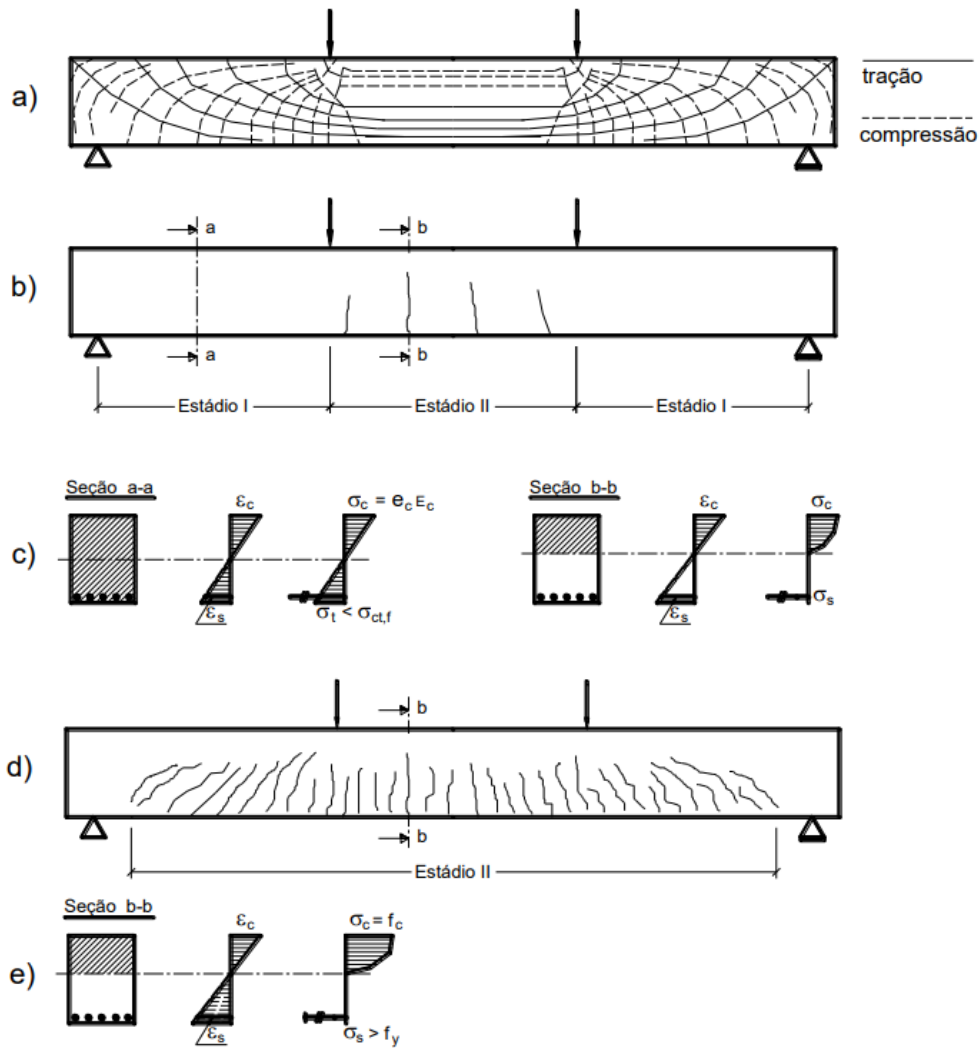 a)
tração
compressão
b)
a
b
a
b
Estádio I
Estádio II
Estádio I
c)
Seção a-a
εc
σc = ec Ec
εs
σt < σct,f
Seção b-b
εc
σc
εs
σs
d)
b
b
Estádio II
e)
Seção b-b
εc
σc = fc
εs
σs > fy